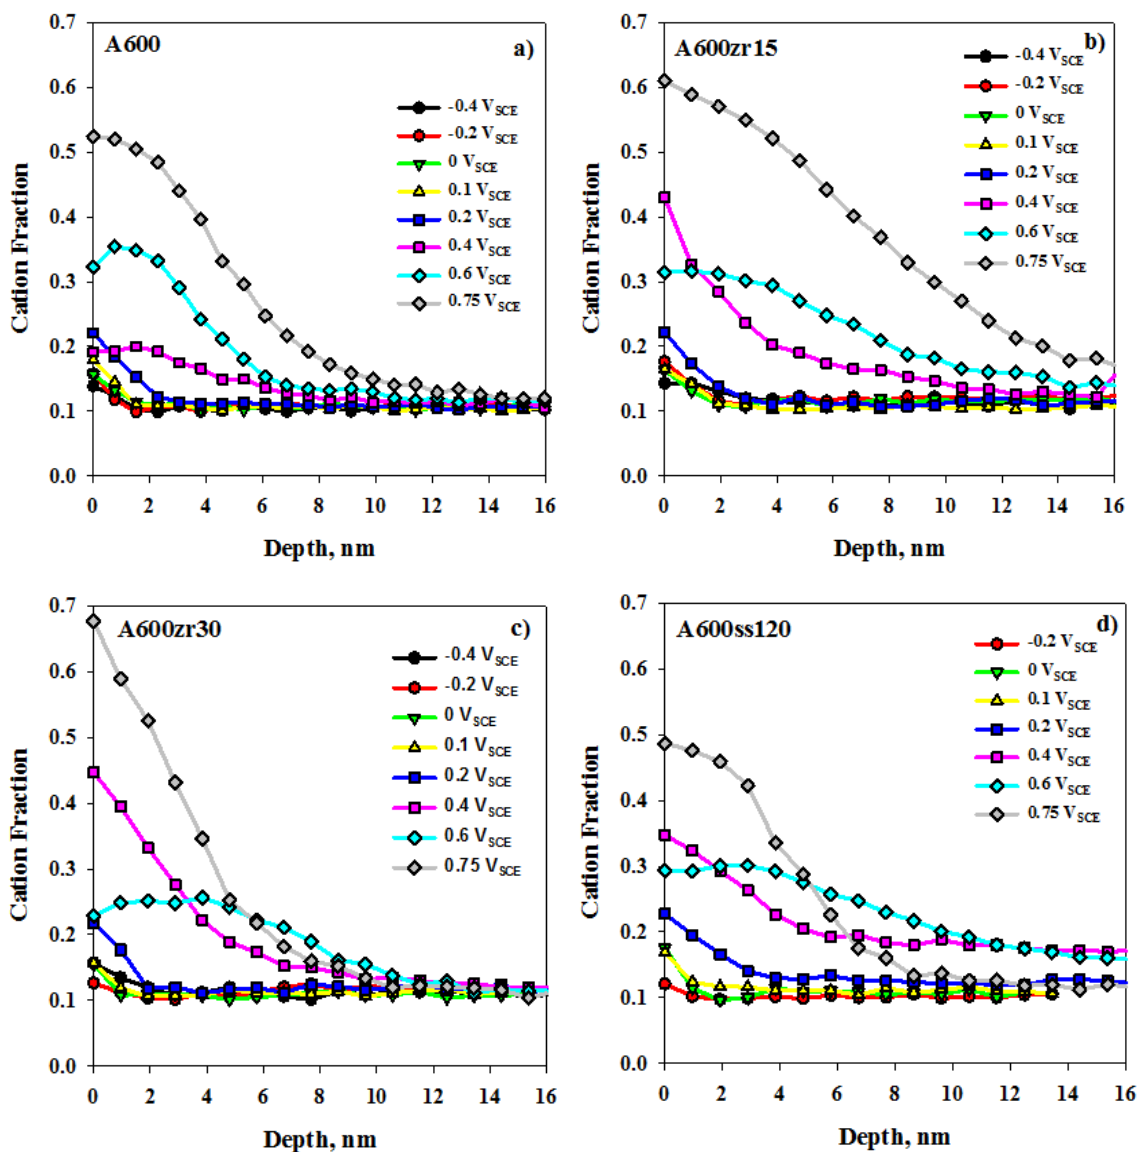 A600
a)
Cation Fraction
0.7
0.6
0.5
0.4
0.3
0.2
0.1
0.0
-0.4 VSCE
-0.2 VSCE
0 VSCE
0.1 VSCE
0.2 VSCE
0.4 VSCE
0.6 VSCE
0.75 VSCE
0 2 4 6 8 10 12 14 16
Depth, nm
A600zr15
b)
Cation Fraction
0.7
0.6
0.5
0.4
0.3
0.2
0.1
0.0
-0.4 VSCE
-0.2 VSCE
0 VSCE
0.1 VSCE
0.2 VSCE
0.4 VSCE
0.6 VSCE
0.75 VSCE
0 2 4 6 8 10 12 14 16
Depth, nm
A600zr30
c)
Cation Fraction
0.7
0.6
0.5
0.4
0.3
0.2
0.1
0.0
-0.4 VSCE
-0.2 VSCE
0 VSCE
0.1 VSCE
0.2 VSCE
0.4 VSCE
0.6 VSCE
0.75 VSCE
0 2 4 6 8 10 12 14 16
Depth, nm
A600ss120
d)
Cation Fraction
0.7
0.6
0.5
0.4
0.3
0.2
0.1
0.0
-0.2 VSCE
0 VSCE
0.1 VSCE
0.2 VSCE
0.4 VSCE
0.6 VSCE
0.75 VSCE
0 2 4 6 8 10 12 14 16
Depth, nm